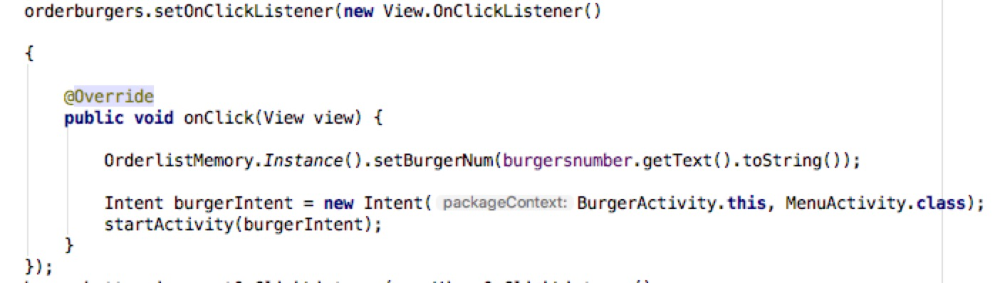 orderburgers.setOnClickListener(new View.OnClickListener()
{
@Override
public void onClick(View view) {
OrderlistMemory.Instance().setBurgerNum(burgersnumber.getText().toString());
Intent burgerIntent = new Intent( packageContext: BurgerActivity.this, MenuActivity.class);
startActivity(burgerIntent);
}
});